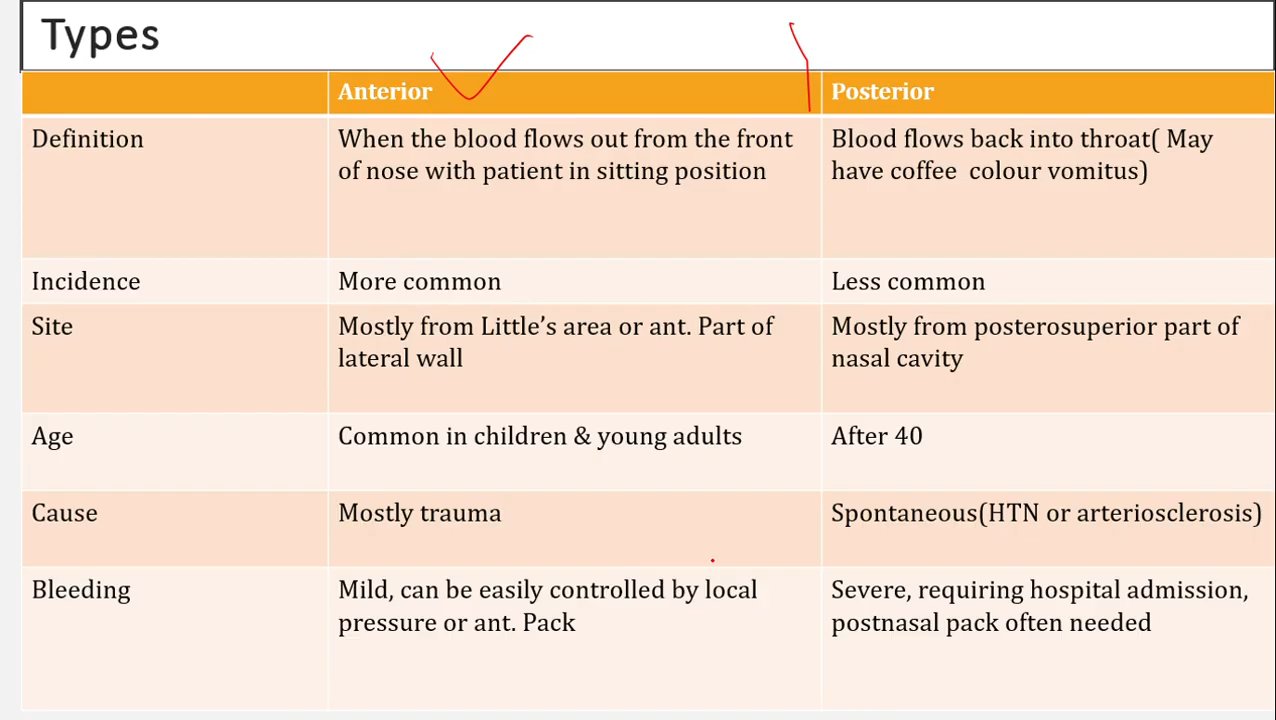 Types
Anterior Posterior
Definition When the blood flows out from the front Blood flows back into throat( May
of nose with patient in sitting position have coffee colour vomitus)
Incidence More common Less common
Site Mostly from Little’s area or ant. Part of Mostly from posterosuperior part of
lateral wall nasal cavity
Age Common in children & young adults After 40
Cause Mostly trauma Spontaneous(HTN or arteriosclerosis)
Bleeding Mild, can be easily controlled by local Severe, requiring hospital admission,
pressure or ant. Pack postnasal pack often needed